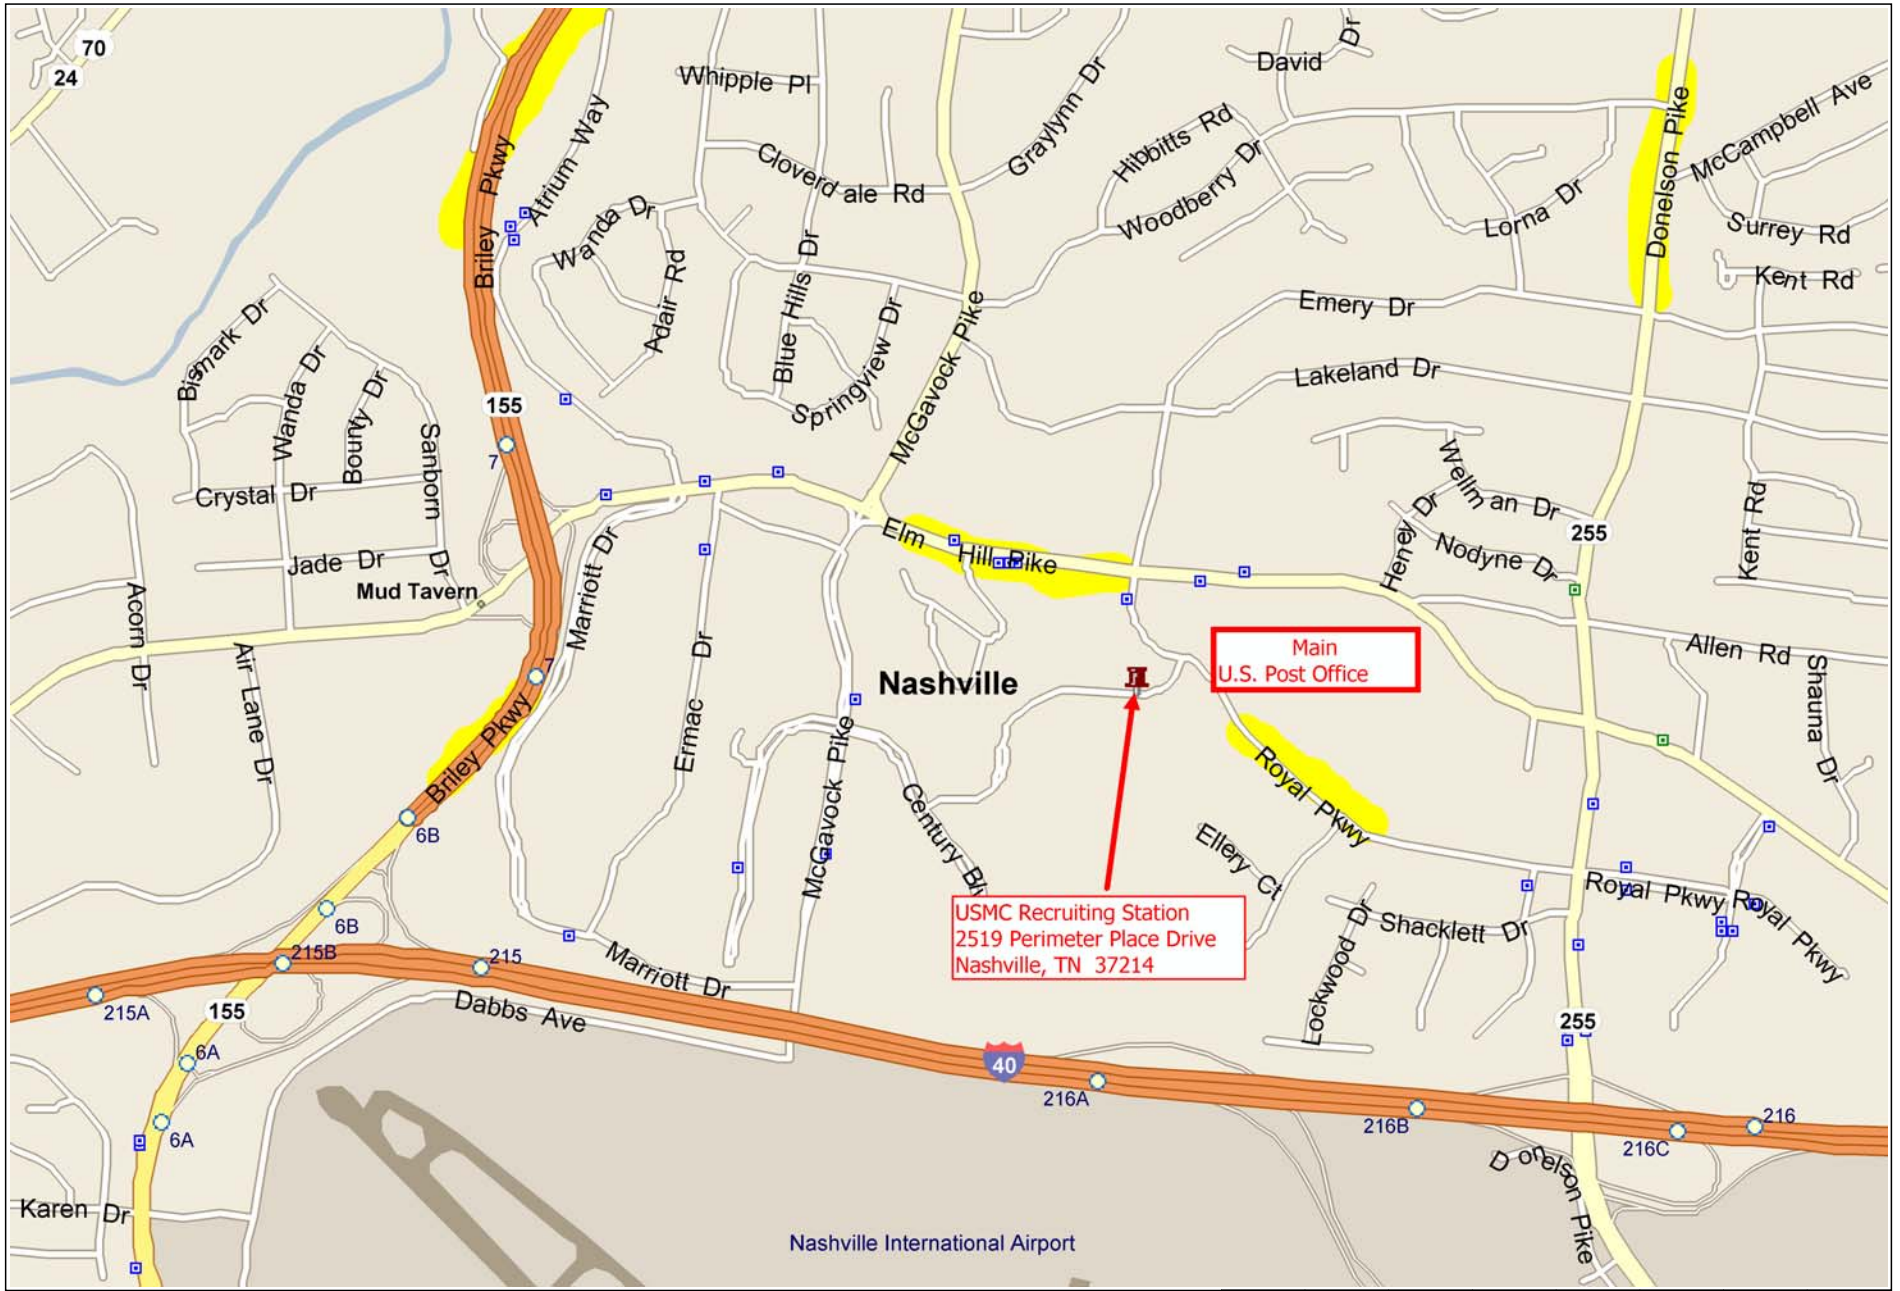 70
24
Whipple Pl
David
Dr
Briley Pkwy
Atrium Way
Cloverdale Rd
Graylynn Dr
Hibbitts Rd
Woodberry Dr
Donelson Pike
McCampbell Ave
Lorna Dr
Surrey Rd
Kent Rd
Wanda Dr
Adair Rd
Blue Hills Dr
Springview Dr
McGavock Pike
Emery Dr
Lakeland Dr
Bismark Dr
Wanda Dr
Bounty Dr
Sanborn Dr
155
7
Crystal Dr
Jade Dr
Mud Tavern
Acorn Dr
Air Lane Dr
Marriott Dr
Elm Hill Pike
Wellman Dr
Heney Dr
Nodyne Dr
255
Kent Rd
Allen Rd
Shauna Dr
Main
U.S. Post Office
Nashville
7
Briley Pkwy
6B
Ermac Dr
McGavock Pike
Century Blv
Royal Pkwy
Ellery Ct
Royal Pkwy
Royal Pkwy
Shacklett Dr
Lockwood Dr
USMC Recruiting Station
2519 Perimeter Place Drive
Nashville, TN 37214
6B
215B
215
215A
155
Marriott Dr
Dabbs Ave
6A
6A
40
216A
216B
216C
216
255
Donelson Pike
Karen Dr
Nashville International Airport